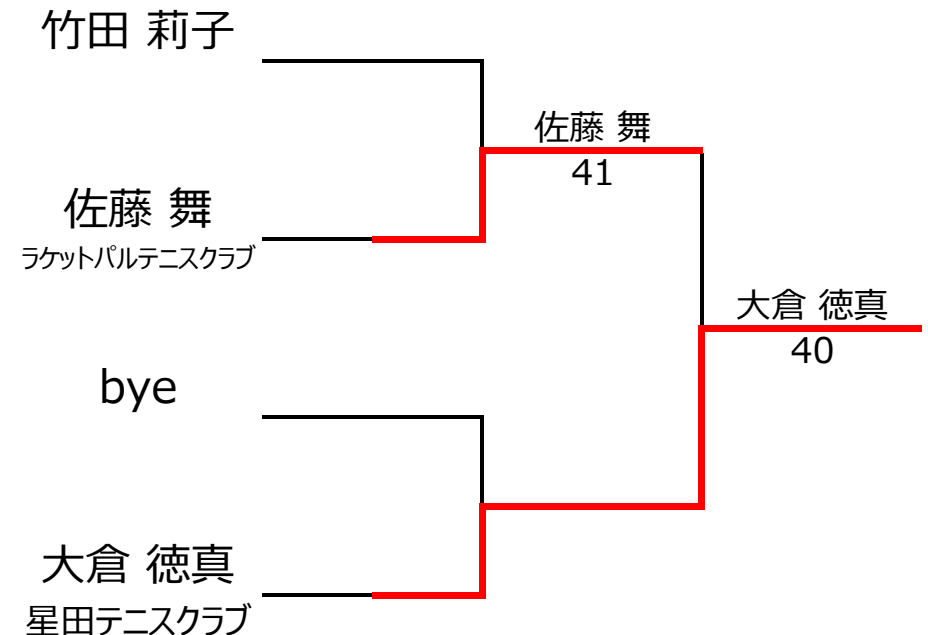 竹田 莉子
佐藤 舞
41
佐藤 舞
ラケットパルテニスクラブ
大倉 徳真
40
bye
大倉 徳真
星田テニスクラブ